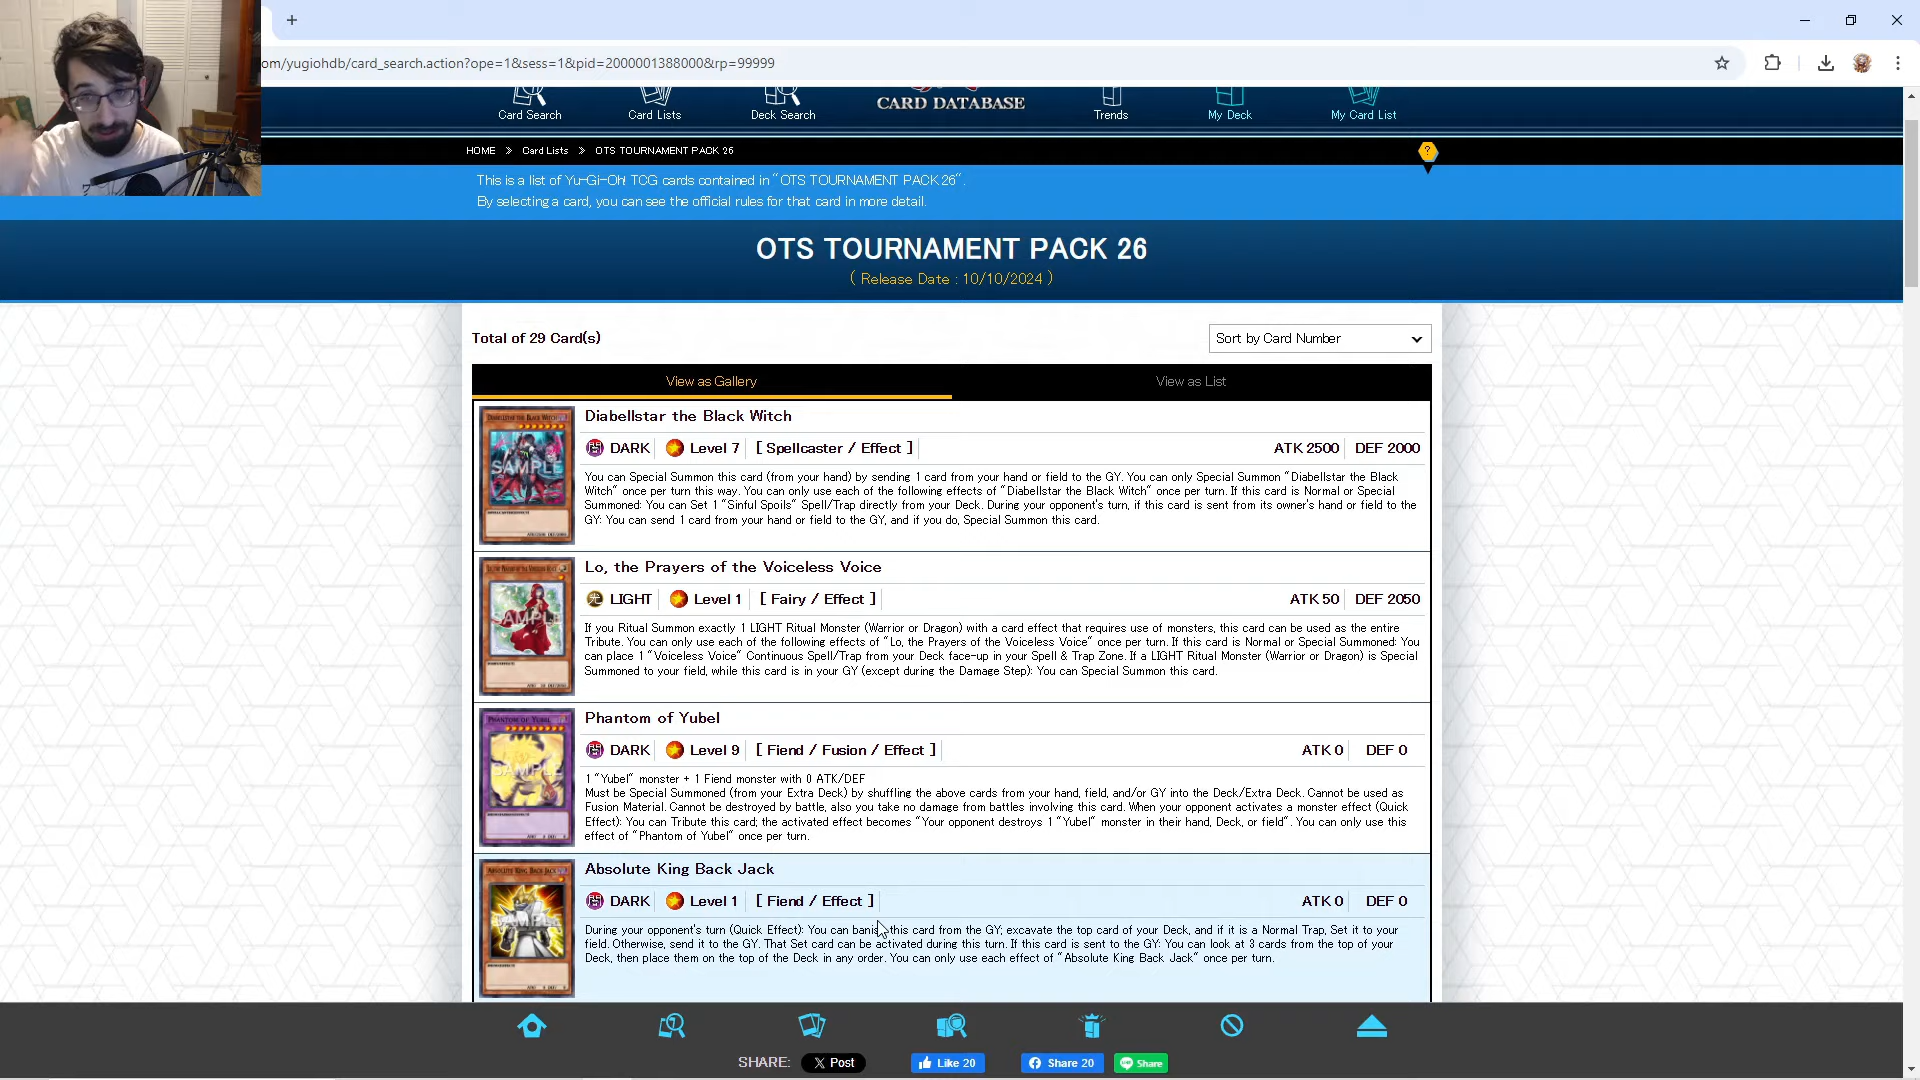 om/yugiohdb/card_search.action?ope=1&sess=1&pid=2000001388000&rp=99999
Card Search
Card Lists
Deck Search
CARD DATABASE
Trends
My Deck
My Card List
HOME » Card Lists » OTS TOURNAMENT PACK 26
?
This is a list of Yu-Gi-Oh! TCG cards contained in "OTS TOURNAMENT PACK 26".
By selecting a card, you can see the official rules for that card in more detail.
OTS TOURNAMENT PACK 26
( Release Date : 10/10/2024 )
Total of 29 Card(s)
Sort by Card Number
View as Gallery
View as List
Diabellstar the Black Witch
闇 DARK Level 7 [ Spellcaster / Effect ] ATK 2500 DEF 2000
You can Special Summon this card (from your hand) by sending 1 card from your hand or field to the GY. You can only Special Summon "Diabellstar the Black
Witch" once per turn this way. You can only use each of the following effects of "Diabellstar the Black Witch" once per turn. If this card is Normal or Special
Summoned: You can Set 1 "Sinful Spoils" Spell/Trap directly from your Deck. During your opponent's turn, if this card is sent from its owner's hand or field to the
GY: You can send 1 card from your hand or field to the GY, and if you do, Special Summon this card.
SAMPLE
Lo, the Prayers of the Voiceless Voice
光 LIGHT Level 1 [ Fairy / Effect ] ATK 50 DEF 2050
If you Ritual Summon exactly 1 LIGHT Ritual Monster (Warrior or Dragon) with a card effect that requires use of monsters, this card can be used as the entire
Tribute. You can only use each of the following effects of "Lo, the Prayers of the Voiceless Voice" once per turn. If this card is Normal or Special Summoned: You
can place 1 "Voiceless Voice" Continuous Spell/Trap from your Deck face-up in your Spell & Trap Zone. If a LIGHT Ritual Monster (Warrior or Dragon) is Special
Summoned to your field, while this card is in your GY (except during the Damage Step): You can Special Summon this card.
SAMPLE
Phantom of Yubel
PHANTOM OF YUBEL
闇 DARK Level 9 [ Fiend / Fusion / Effect ] ATK 0 DEF 0
1 "Yubel" monster + 1 Fiend monster with 0 ATK/DEF
Must be Special Summoned (from your Extra Deck) by shuffling the above cards from your hand, field, and/or GY into the Deck/Extra Deck. Cannot be used as
Fusion Material. Cannot be destroyed by battle, also you take no damage from battles involving this card. When your opponent activates a monster effect (Quick
Effect): You can Tribute this card; the activated effect becomes "Your opponent destroys 1 "Yubel" monster in their hand, Deck, or field". You can only use this
effect of "Phantom of Yubel" once per turn.
SAMPLE
Absolute King Back Jack
ABSOLUTE KING BACK JACK
闇 DARK Level 1 [ Fiend / Effect ] ATK 0 DEF 0
During your opponent's turn (Quick Effect): You can banish this card from the GY; excavate the top card of your Deck, and if it is a Normal Trap, Set it to your
field. Otherwise, send it to the GY. That Set card can be activated during this turn. If this card is sent to the GY: You can look at 3 cards from the top of your
Deck, then place them on the top of the Deck in any order. You can only use each effect of "Absolute King Back Jack" once per turn.
SAMPLE
SHARE: X Post Like 20 Share 20 Share